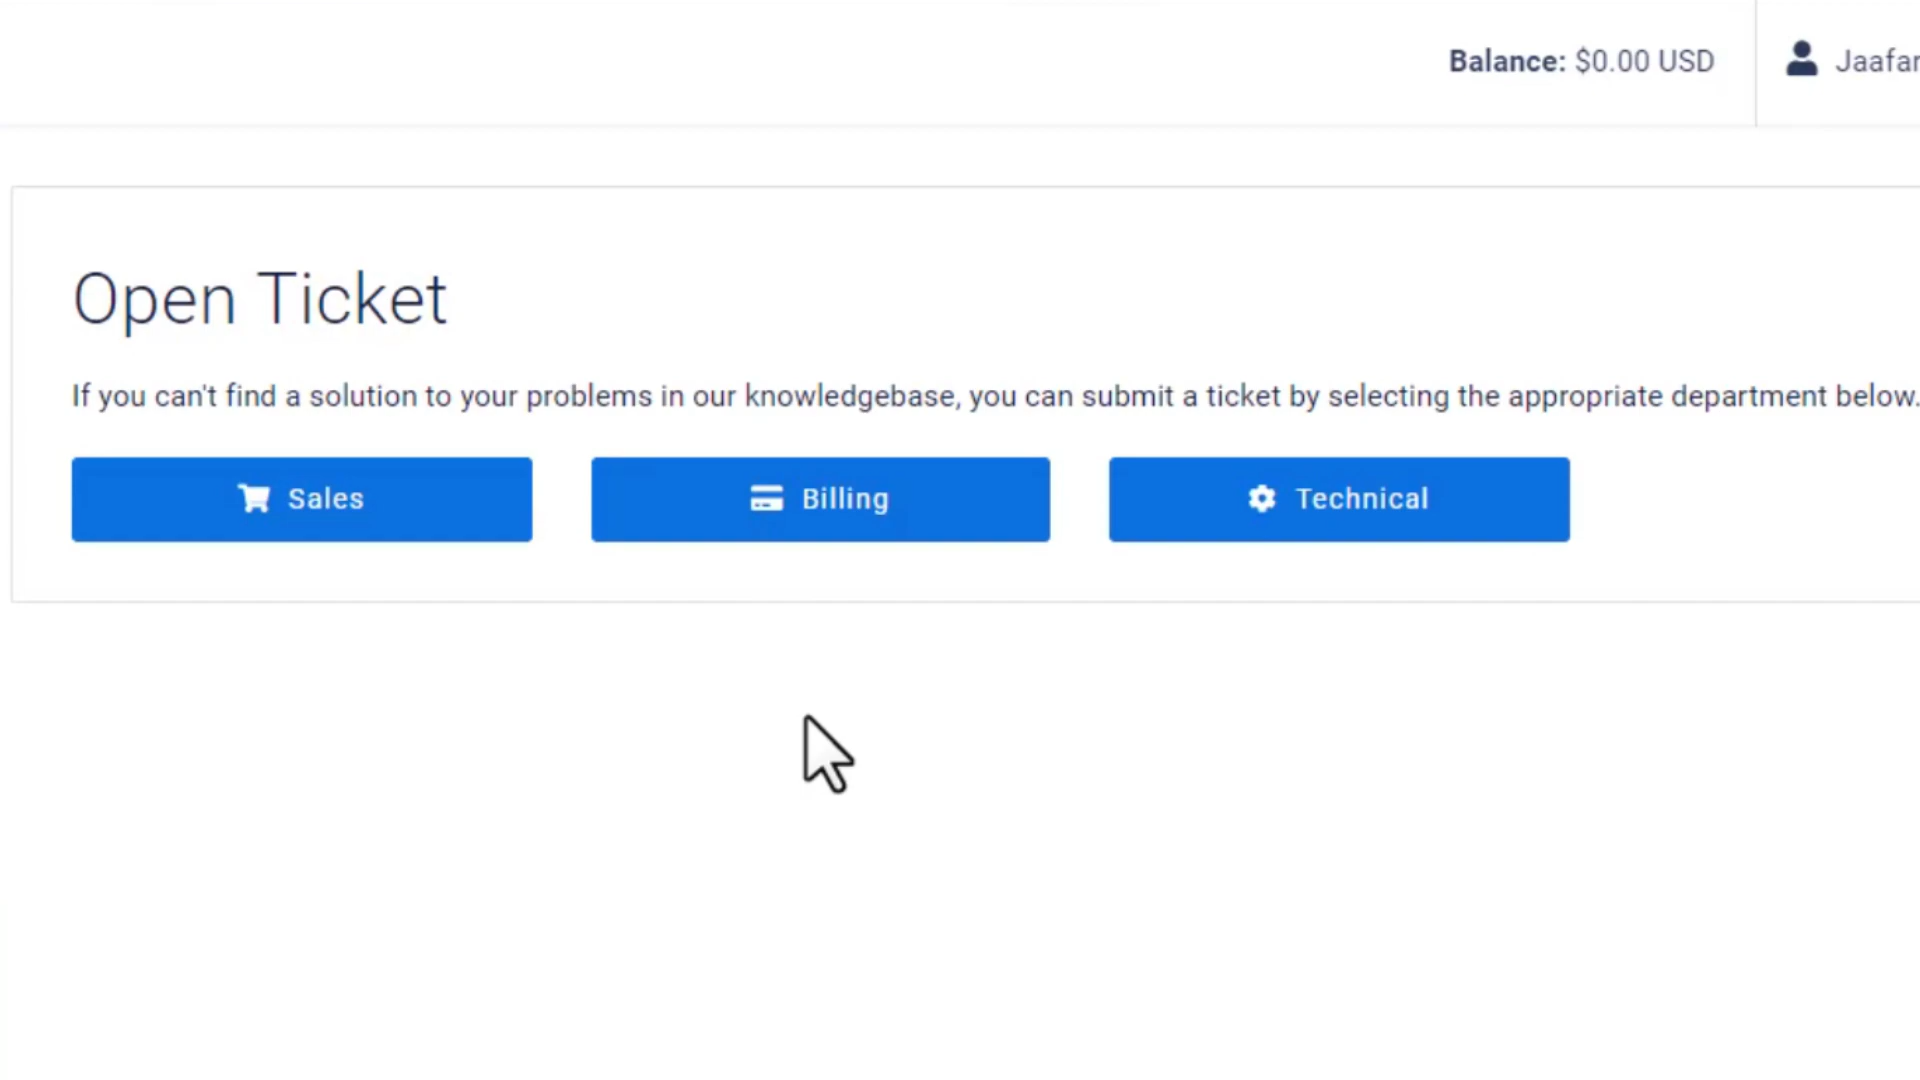 Balance: $0.00 USD
Jaafar
Open Ticket
If you can't find a solution to your problems in our knowledgebase, you can submit a ticket by selecting the appropriate department below.
Sales
Billing
Technical